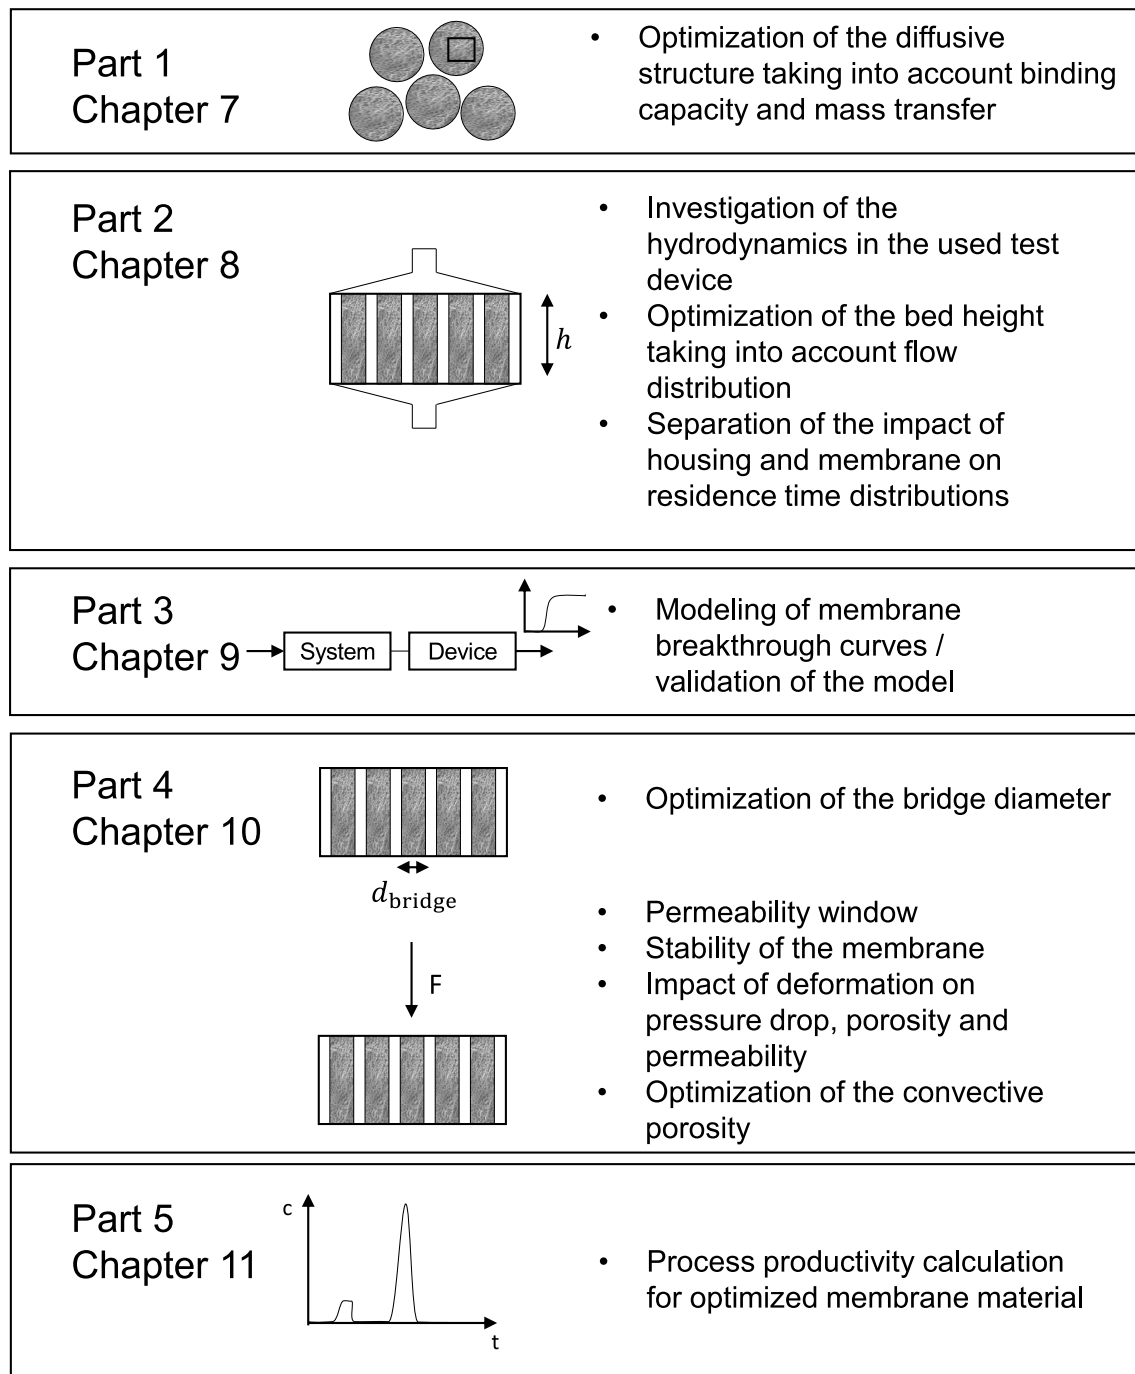 Part 1
Chapter 7
• Optimization of the diffusive
structure taking into account binding
capacity and mass transfer
Part 2
Chapter 8
h
• Investigation of the
hydrodynamics in the used test
device
• Optimization of the bed height
taking into account flow
distribution
• Separation of the impact of
housing and membrane on
residence time distributions
Part 3
Chapter 9
System
Device
• Modeling of membrane
breakthrough curves /
validation of the model
Part 4
Chapter 10
d_bridge
F
• Optimization of the bridge diameter
• Permeability window
• Stability of the membrane
• Impact of deformation on
pressure drop, porosity and
permeability
• Optimization of the convective
porosity
Part 5
Chapter 11
c
t
• Process productivity calculation
for optimized membrane material